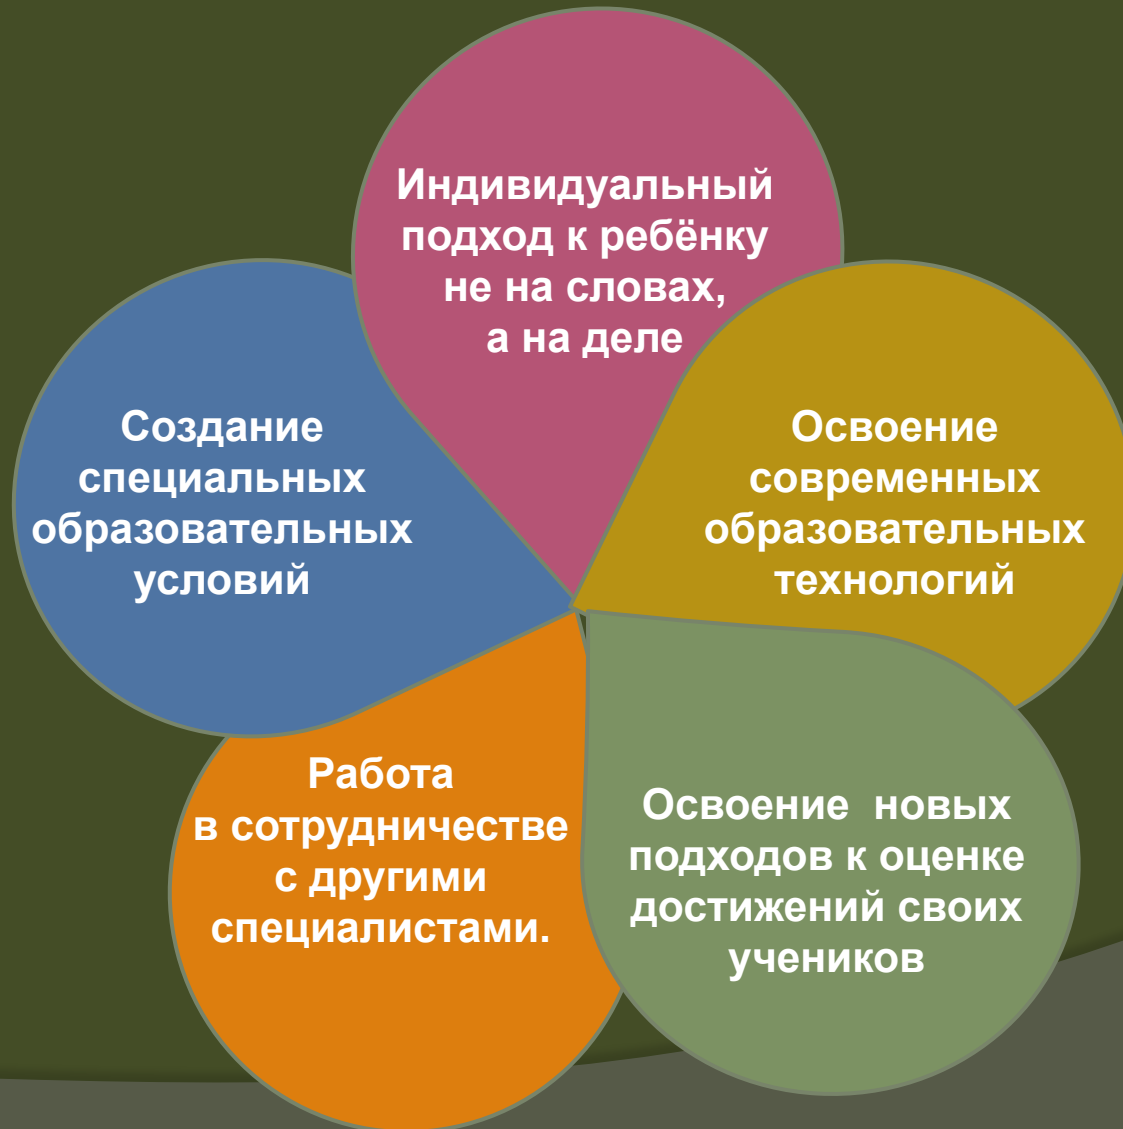 Индивидуальный
подход к ребёнку
не на словах,
а на деле
Создание
специальных
образовательных
условий
Освоение
современных
образовательных
технологий
Работа
в сотрудничестве
с другими
специалистами.
Освоение  новых
подходов к оценке
достижений своих
учеников